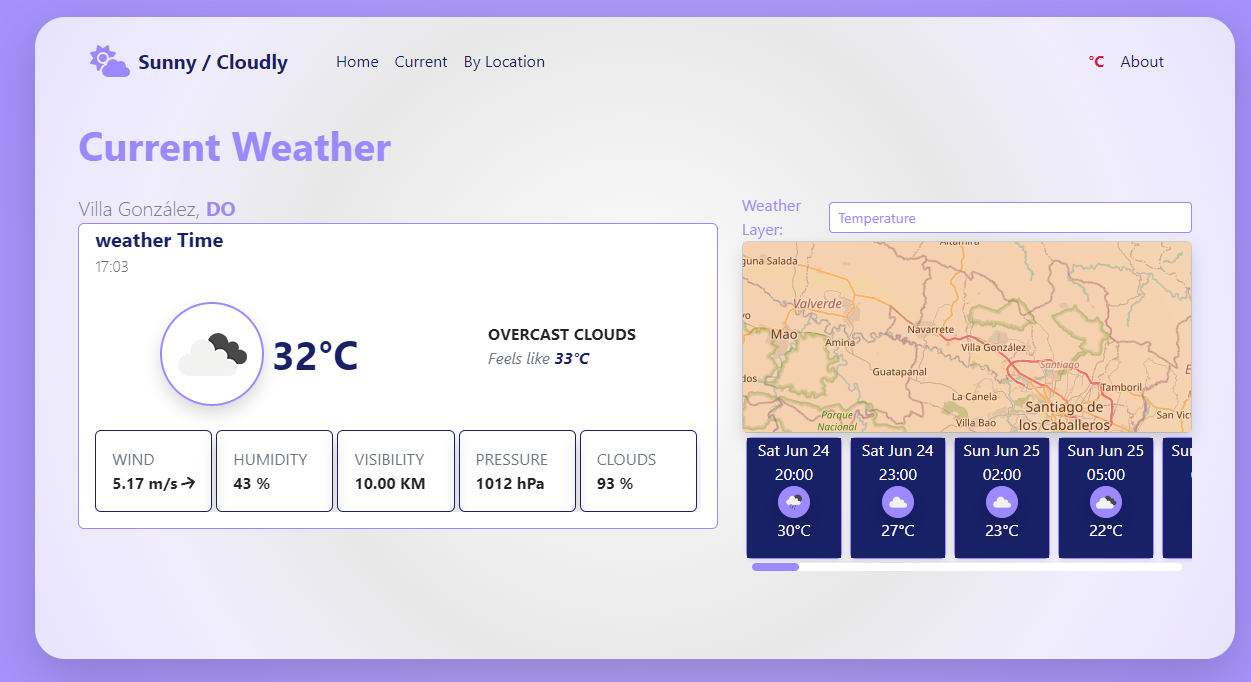 Sunny / Cloudly
Home Current By Location
°C About
Current Weather
Villa González, DO
weather Time
17:03
32°C
OVERCAST CLOUDS
Feels like 33°C
WIND
5.17 m/s
HUMIDITY
43 %
VISIBILITY
10.00 KM
PRESSURE
1012 hPa
CLOUDS
93 %
Weather
Layer:
Temperature
Altamira
guna Salada
Valverde
Mao
Amina
Navarrete
Villa González
Guatapanal
Santiago
Tamboril
La Canela
Santiago de
los Caballeros
San Víc
Parque
Nacional
Villa Bao
Sat Jun 24
20:00
30°C
Sat Jun 24
23:00
27°C
Sun Jun 25
02:00
23°C
Sun Jun 25
05:00
22°C